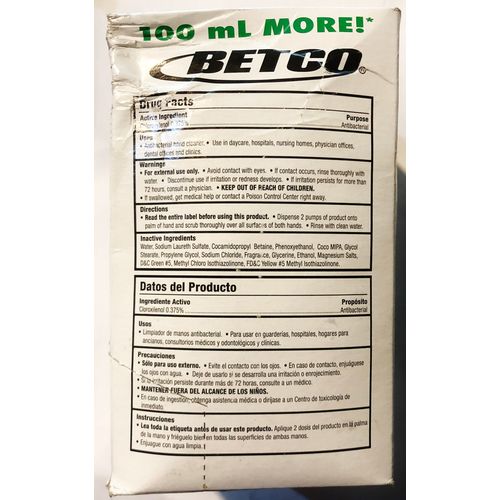 100 mL MORE!*
BETCO®
Drug Facts
Active Ingredient Purpose
0.375% Antibacterial
Uses
• Antibacterial hand cleaner. • Use in daycare, hospitals, nursing homes, physician offices,
dental offices and clinics.
Warnings
• For external use only. • Avoid contact with eyes. • If contact occurs, rinse thoroughly with
water. • Discontinue use if irritation or redness develops. • If irritation persists for more than
72 hours, consult a physician. • KEEP OUT OF REACH OF CHILDREN.
• If swallowed, get medical help or contact a Poison Control Center right away.
Directions
• Read the entire label before using this product. • Dispense 2 pumps of product onto
palm of hand and scrub thoroughly over all surfaces of both hands. • Rinse with clean water.
Inactive Ingredients
Water, Sodium Laureth Sulfate, Cocamidopropyl Betaine, Phenoxyethanol, Coco MIPA, Glycol
Stearate, Propylene Glycol, Sodium Chloride, Fragrance, Glycerine, Ethanol, Magnesium Salts,
D&C Green #5, Methyl Chloro Isothiazolinone, FD&C Yellow #5 Methyl Isothiazolinone.
Datos del Producto
Ingrediente Activo Propósito
Cloroxilenol 0.375% Antibacterial
Usos
• Limpiador de manos antibacterial. • Para usar en guarderías, hospitales, hogares para
ancianos, consultorios médicos y odontológicos y clínicas.
Precauciones
• Sólo para uso externo. • Evite el contacto con los ojos. • En caso de contacto, enjuáguese
los ojos con agua. • Deje de usarlo si se desarrolla una irritación o enrojecimiento.
• Si la irritación persiste durante más de 72 horas, consulte a un médico.
• MANTENER FUERA DEL ALCANCE DE LOS NIÑOS.
• En caso de ingestión, obtenga asistencia médica o diríjase a un Centro de toxicología de
inmediato.
Instrucciones
• Lea toda la etiqueta antes de usar este producto. Aplique 2 dosis del producto en la palma
de la mano y friéguelo bien en todas las superficies de ambas manos.
• Enjuague con agua limpia.